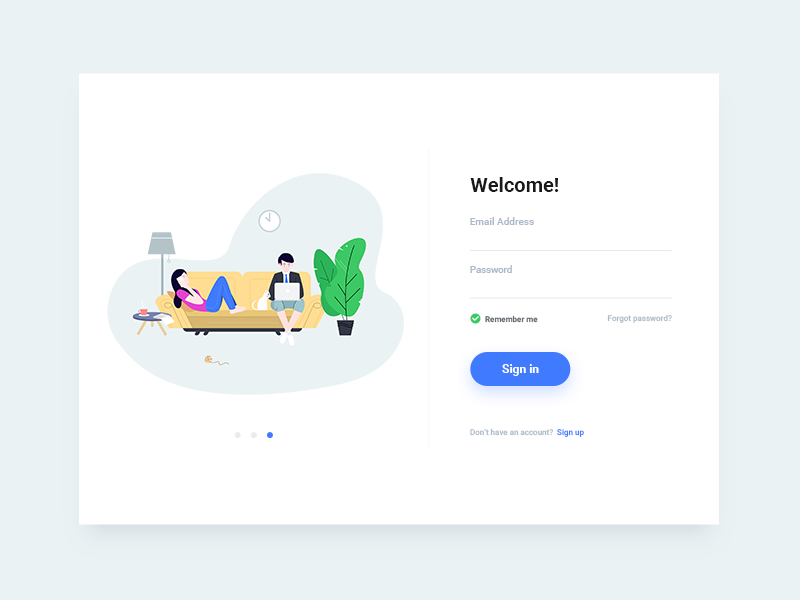 Welcome!
Email Address
Password
Remember me
Forgot password?
Sign in
Don't have an account? Sign up